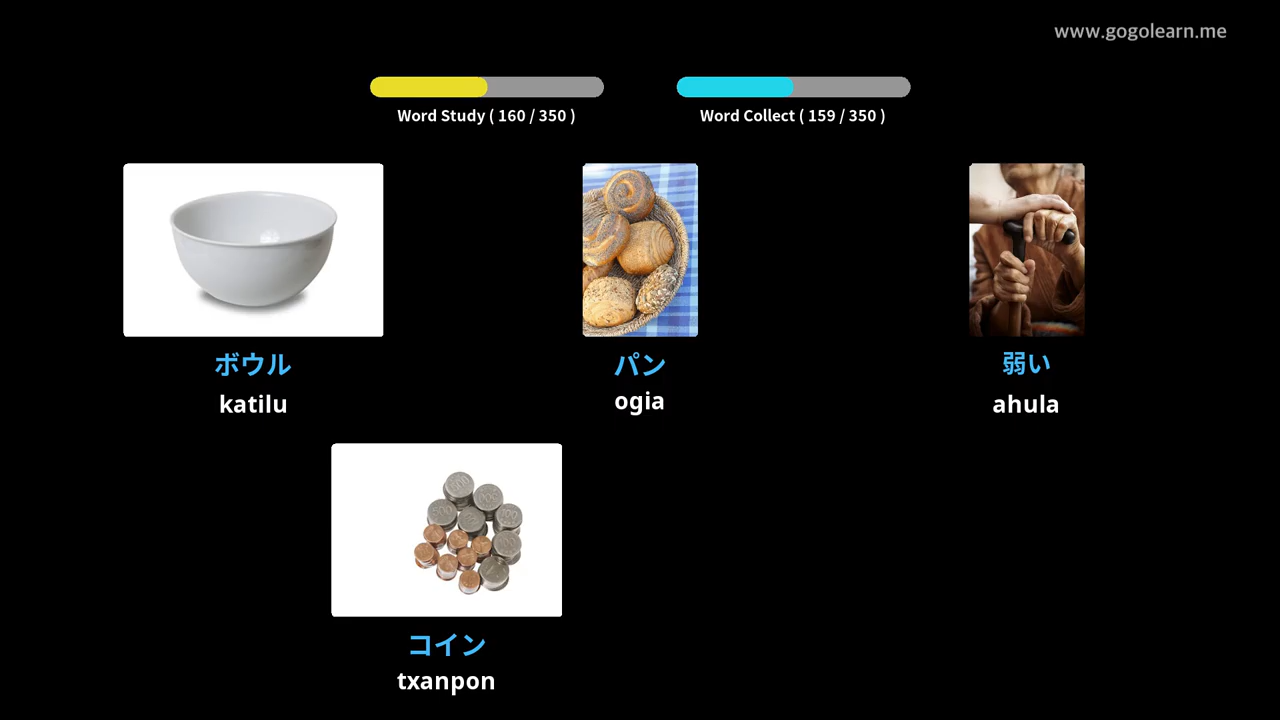 www.gogolearn.me
Word Study ( 160 / 350 )
Word Collect ( 159 / 350 )
ボウル
katilu
パン
ogia
弱い
ahula
コイン
txanpon